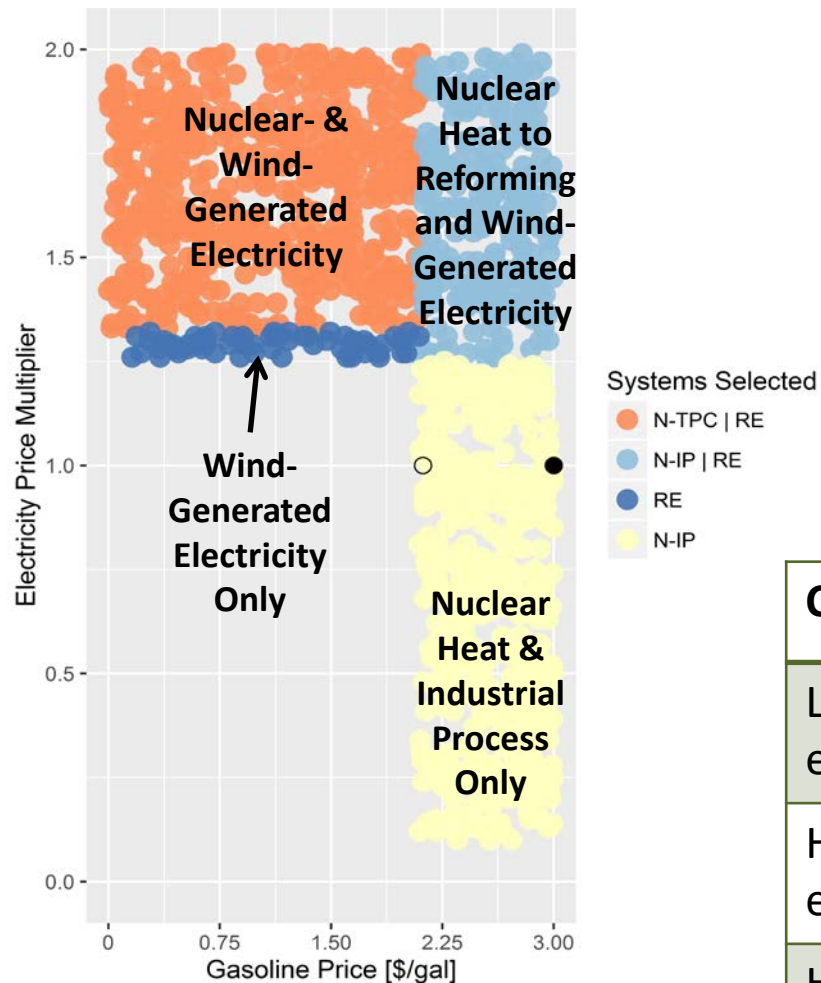 2.0
1.5
1.0
0.5
0.0
Electricity Price Multiplier
Nuclear- &
Wind-
Generated
Electricity
Nuclear
Heat to
Reforming
and Wind-
Generated
Electricity
Wind-
Generated
Electricity
Only
Nuclear
Heat &
Industrial
Process
Only
0 0.75 1.50 2.25 3.00
Gasoline Price [$/gal]
Systems Selected
N-TPC | RE
N-IP | RE
RE
N-IP